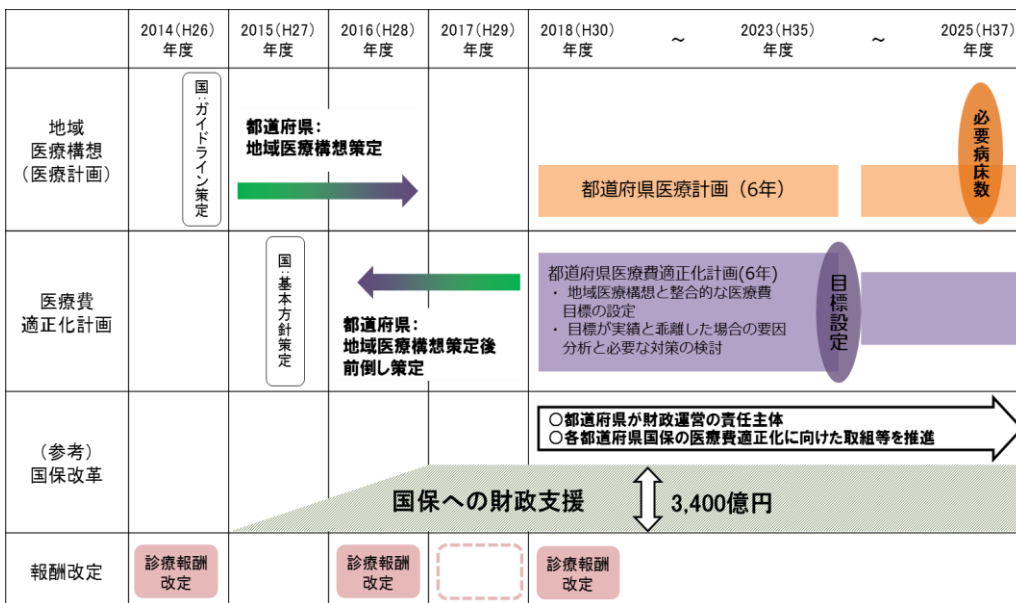 2014(H26)
年度
2015(H27)
年度
2016(H28)
年度
2017(H29)
年度
2018(H30)
年度
～
2023(H35)
年度
～
2025(H37)
年度
地域
医療構想
(医療計画)
国:ガイドライン策定
都道府県：
地域医療構想策定
都道府県医療計画（6年）
必要病床数
医療費
適正化計画
国:基本方針策定
都道府県：
地域医療構想策定後
前倒し策定
都道府県医療費適正化計画(6年)
・ 地域医療構想と整合的な医療費
目標の設定
・ 目標が実績と乖離した場合の要因
分析と必要な対策の検討
目標設定
(参考)
国保改革
○都道府県が財政運営の責任主体
○各都道府県国保の医療費適正化に向けた取組等を推進
国保への財政支援
3,400億円
報酬改定
診療報酬
改定
診療報酬
改定
診療報酬
改定